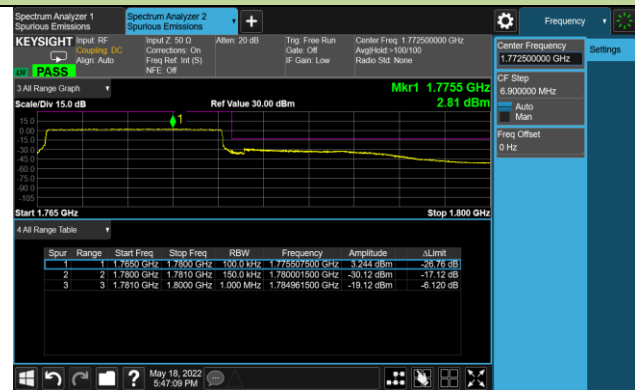 Spectrum Analyzer 1
Spurious Emissions
Spectrum Analyzer 2
Spurious Emissions
Frequency
KEYSIGHT
Input: RF
Coupling: DC
Align: Auto
Input Z: 50 Ω
Corrections: On
Freq Ref: Int (S)
NFE: Off
Atten: 20 dB
Trig: Free Run
Gate: Off
IF Gain: Low
Center Freq: 1.772500000 GHz
Avg|Hold:>100/100
Radio Std: None
PASS
Center Frequency
1.772500000 GHz
Settings
CF Step
6.900000 MHz
Auto
Man
Freq Offset
0 Hz
3 All Range Graph
Mkr1 1.7755 GHz
Scale/Div 15.0 dB
Ref Value 30.00 dBm
2.81 dBm
1
15.0
0.00
-15.0
-30.0
-45.0
-60.0
-75.0
-90.0
-105
Start 1.765 GHz
Stop 1.800 GHz
4 All Range Table
Spur Range Start Freq Stop Freq RBW Frequency Amplitude ΔLimit
1 1 1.7650 GHz 1.7800 GHz 100.0 kHz 1.775507500 GHz 3.244 dBm -26.76 dB
2 2 1.7800 GHz 1.7810 GHz 150.0 kHz 1.780001500 GHz -30.12 dBm -17.12 dB
3 3 1.7810 GHz 1.8000 GHz 1.000 MHz 1.784961500 GHz -19.12 dBm -6.120 dB
?
May 18, 2022
5:47:09 PM